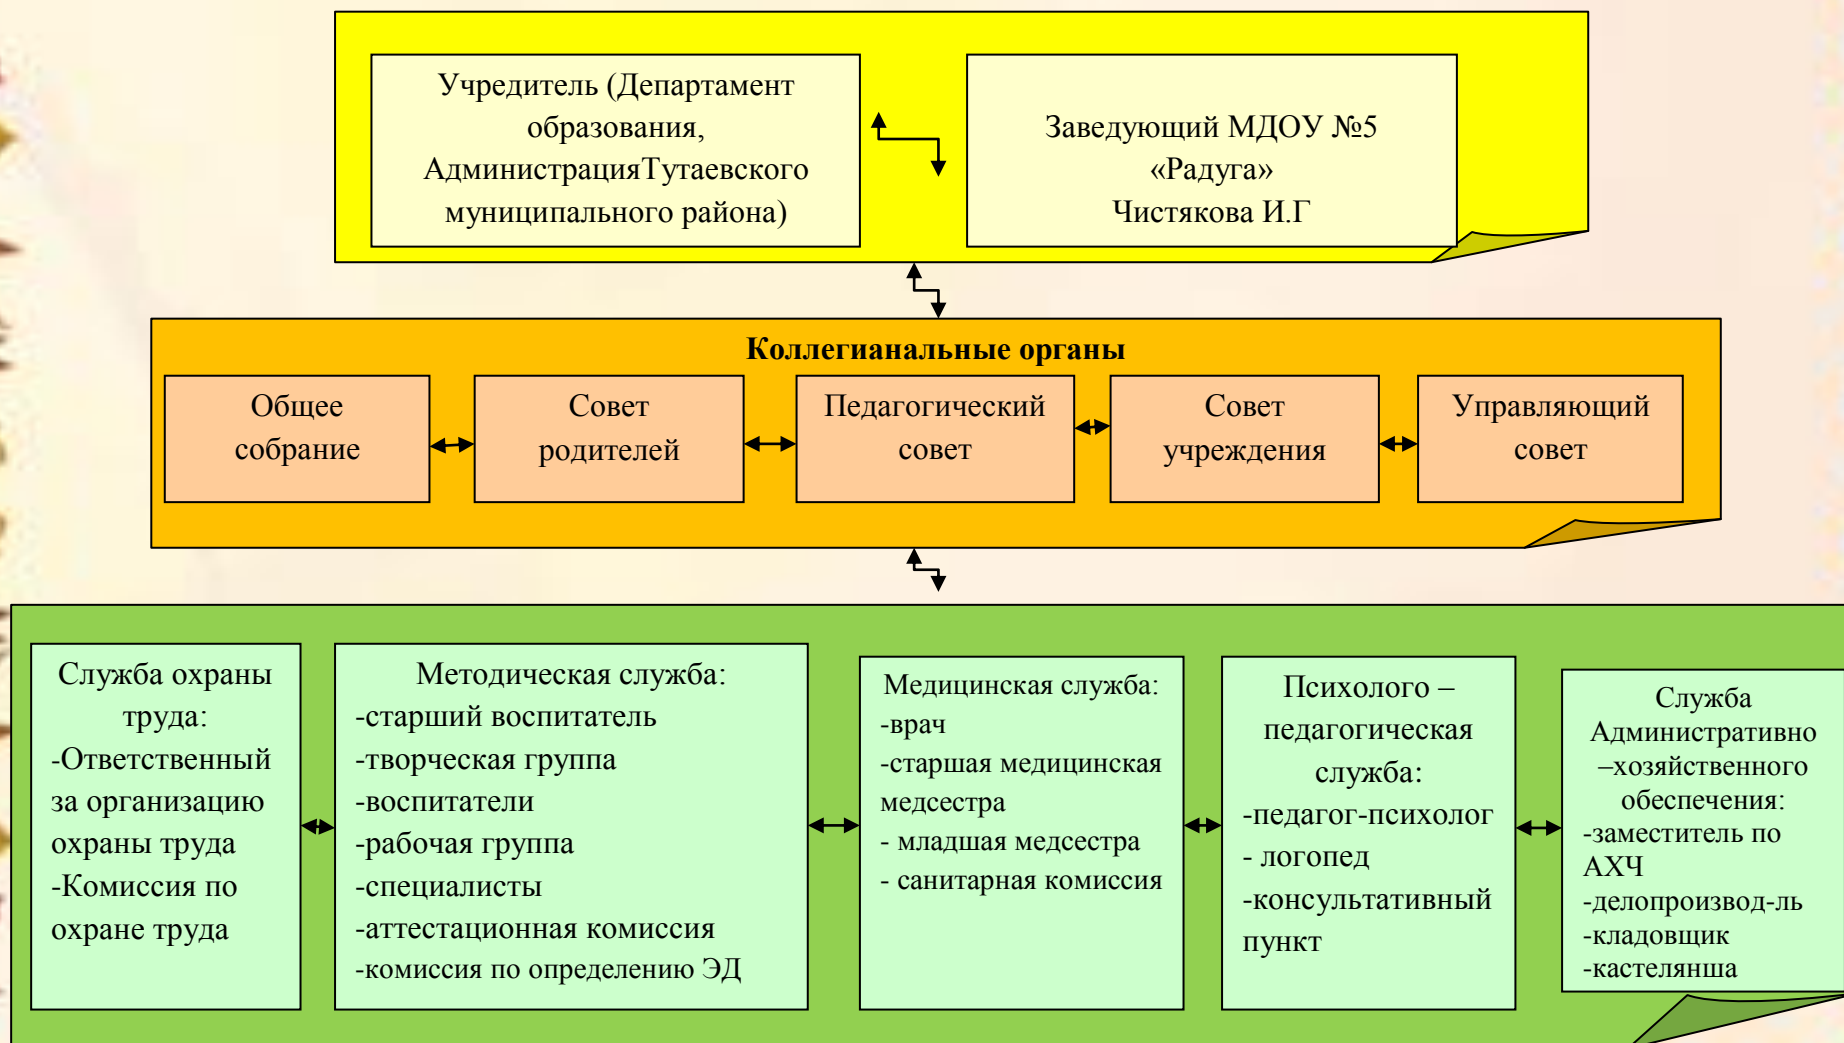 Учредитель (Департамент
образования,
АдминистрацияТутаевского
муниципального района)
Заведующий МДОУ №5
«Радуга»
Чистякова И.Г
Коллегианальные органы
Общее
собрание
Совет
родителей
Педагогический
совет
Совет
учреждения
Управляющий
совет
Служба охраны
труда:
-Ответственный
за организацию
охраны труда
-Комиссия по
охране труда
Методическая служба:
-старший воспитатель
-творческая группа
-воспитатели
-рабочая группа
-специалисты
-аттестационная комиссия
-комиссия по определению ЭД
Медицинская служба:
-врач
-старшая медицинская
медсестра
- младшая медсестра
- санитарная комиссия
Психолого –
педагогическая
служба:
-педагог-психолог
- логопед
-консультативный
пункт
Служба
Административно
–хозяйственного
обеспечения:
-заместитель по
АХЧ
-делопроизвод-ль
-кладовщик
-кастелянша